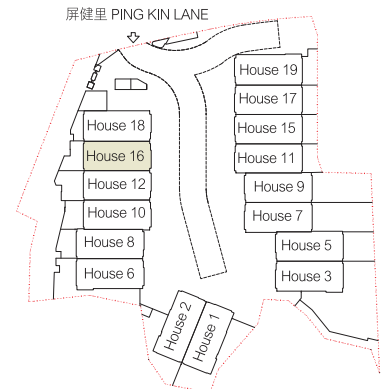 屏健里 PING KIN LANE
House 19
House 17
House 18
House 15
House 16
House 11
House 12
House 9
House 10
House 7
House 8
House 5
House 6
House 3
House 2
House 1